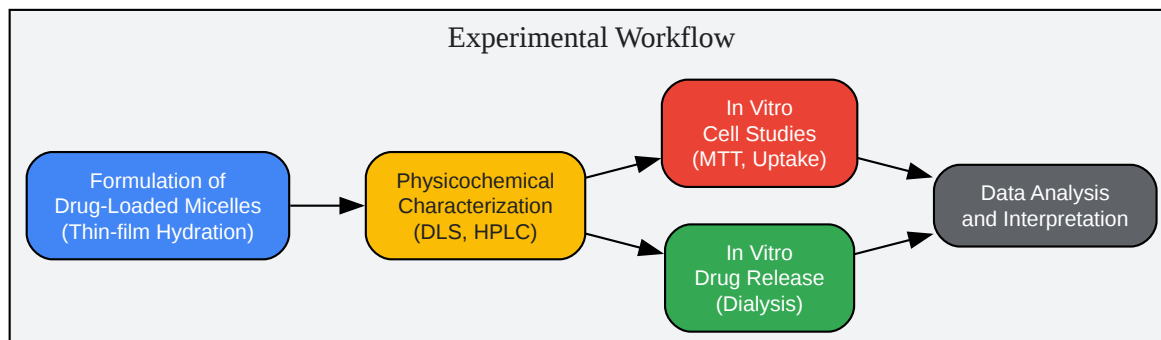 Experimental Workflow
Formulation of
Drug-Loaded Micelles
(Thin-film Hydration)
Physicochemical
Characterization
(DLS, HPLC)
In Vitro
Cell Studies
(MTT, Uptake)
In Vitro
Drug Release
(Dialysis)
Data Analysis
and Interpretation